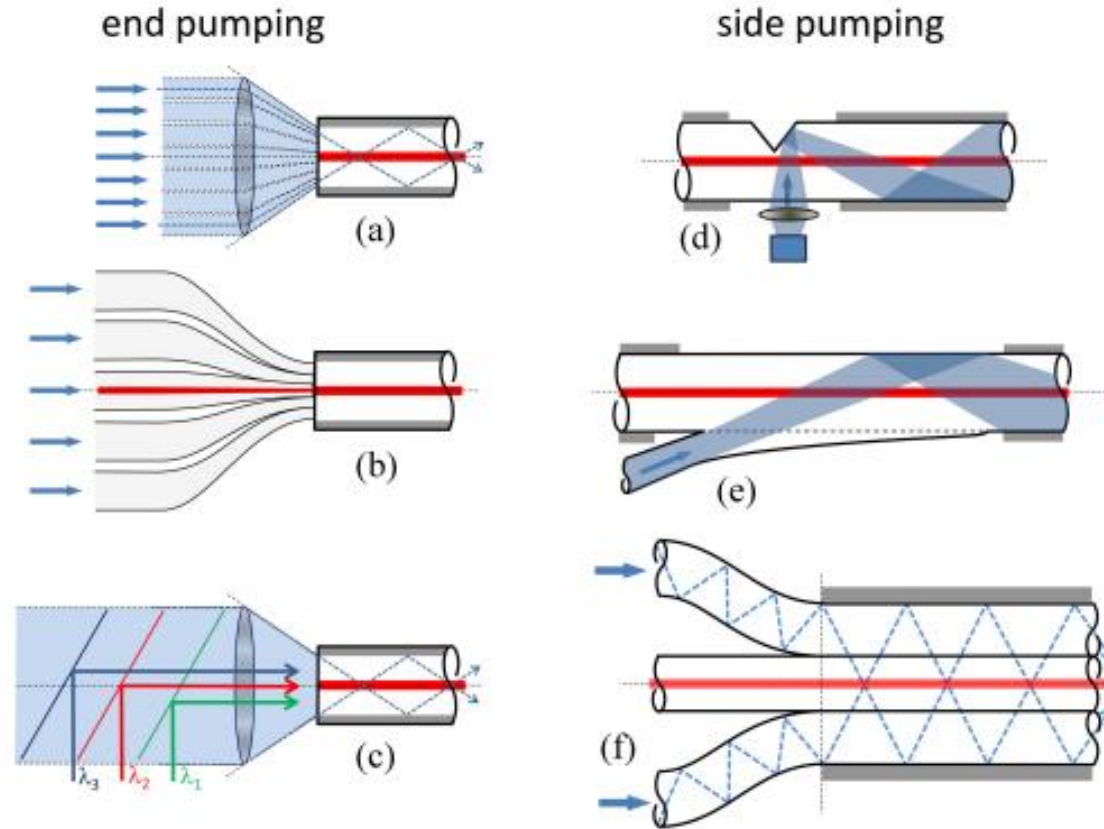 end pumping
side pumping
(a)
(d)
(b)
(e)
λ₃
λ₂
λ₁
(c)
(f)